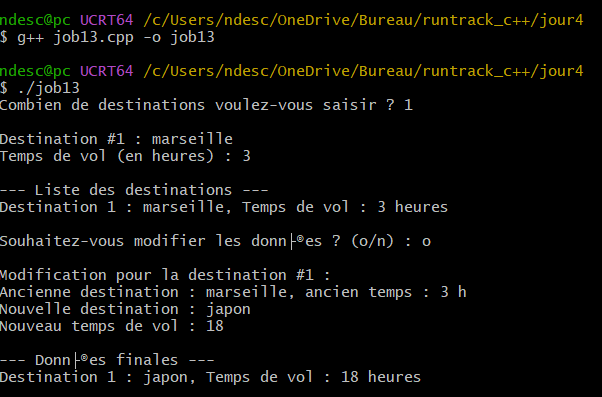 ndesc@pc UCRT64 /c/Users/ndesc/OneDrive/Bureau/runtrack_c++/jour4
$ g++ job13.cpp -o job13
ndesc@pc UCRT64 /c/Users/ndesc/OneDrive/Bureau/runtrack_c++/jour4
$ ./job13
Combien de destinations voulez-vous saisir ? 1
Destination #1 : marseille
Temps de vol (en heures) : 3
--- Liste des destinations ---
Destination 1 : marseille, Temps de vol : 3 heures
Souhaitez-vous modifier les donn├®es ? (o/n) : o
Modification pour la destination #1 :
Ancienne destination : marseille, ancien temps : 3 h
Nouvelle destination : japon
Nouveau temps de vol : 18
--- Donn├®es finales ---
Destination 1 : japon, Temps de vol : 18 heures